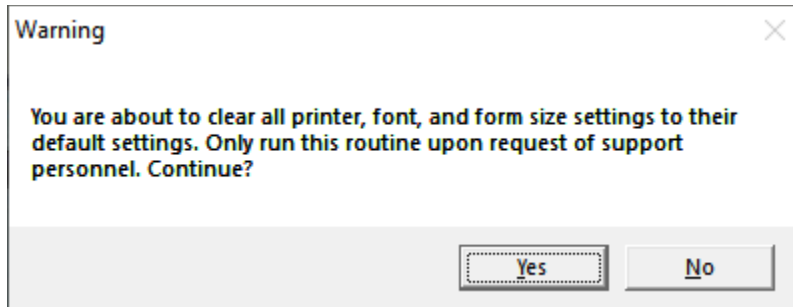 Warning
You are about to clear all printer, font, and form size settings to their
default settings. Only run this routine upon request of support
personnel. Continue?
Yes
No